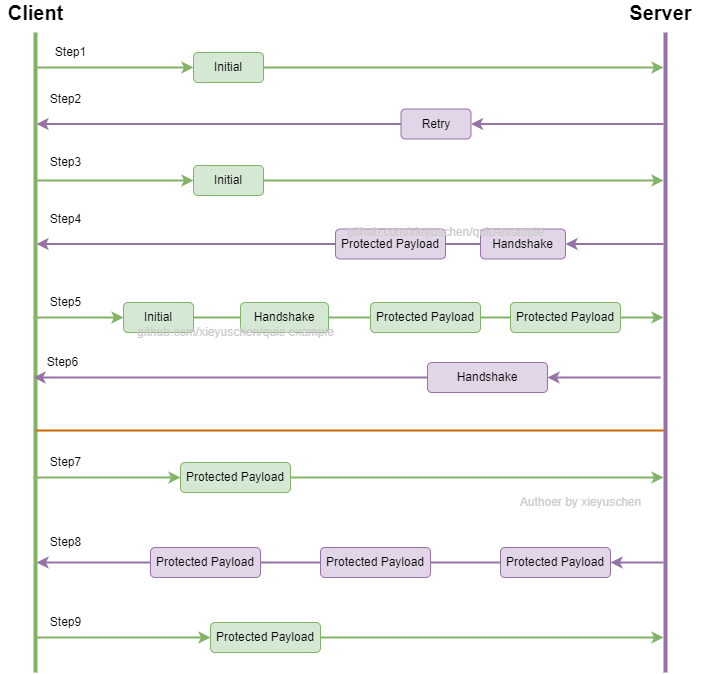 Client
Server
Step1
Initial
Step2
Retry
Step3
Initial
Step4
github.com/xieyuschen/quic-example
Protected Payload
Handshake
Step5
Initial
Handshake
Protected Payload
Protected Payload
github.com/xieyuschen/quic-example
Step6
Handshake
Step7
Protected Payload
Authoer by xieyuschen
Step8
Protected Payload
Protected Payload
Protected Payload
Step9
Protected Payload